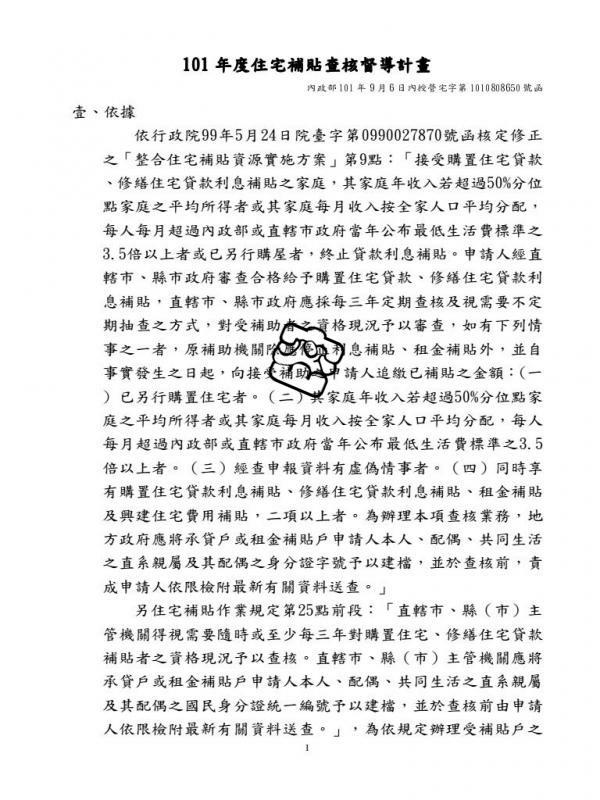 101 年度住宅補貼查核督導計畫
內政部 101 年 9 月 6 日內授營宅字第 1010808650 號函
壹、依據
依行政院99年5月24日院臺字第0990027870號函核定修正
之「整合住宅補貼資源實施方案」第9點：「接受購置住宅貸款
、修繕住宅貸款利息補貼之家庭，其家庭年收入若超過50%分位
點家庭之平均所得者或其家庭每月收入按全家人口平均分配，
每人每月超過內政部或直轄市政府當年公布最低生活費標準之
3.5倍以上者或已另行購屋者，終止貸款利息補貼。申請人經直
轄市、縣市政府審查合格給予購置住宅貸款、修繕住宅貸款利
息補貼，直轄市、縣市政府應採每三年定期查核及視需要不定
期抽查之方式，對受補助者之資格現況予以審查，如有下列情
事之一者，原補助機關除應停止利息補貼、租金補貼外，並自
事實發生之日起，向接受補助之申請人追繳已補貼之金額：(一
) 已另行購置住宅者。(二) 其家庭年收入若超過50%分位點家
庭之平均所得者或其家庭每月收入按全家人口平均分配，每人
每月超過內政部或直轄市政府當年公布最低生活費標準之3.5
倍以上者。(三) 經查申報資料有虛偽情事者。(四) 同時享
有購置住宅貸款利息補貼、修繕住宅貸款利息補貼、租金補貼
及興建住宅費用補貼，二項以上者。為辦理本項查核業務，地
方政府應將承貸戶或租金補貼戶申請人本人、配偶、共同生活
之直系親屬及其配偶之身分證字號予以建檔，並於查核前，責
成申請人依限檢附最新有關資料送查。」
另住宅補貼作業規定第25點前段：「直轄市、縣（市）主
管機關得視需要隨時或至少每三年對購置住宅、修繕住宅貸款
補貼者之資格現況予以查核。直轄市、縣（市）主管機關應將
承貸戶或租金補貼戶申請人本人、配偶、共同生活之直系親屬
及其配偶之國民身分證統一編號予以建檔，並於查核前由申請
人依限檢附最新有關資料送查。」，為依規定辦理受補貼戶之
1